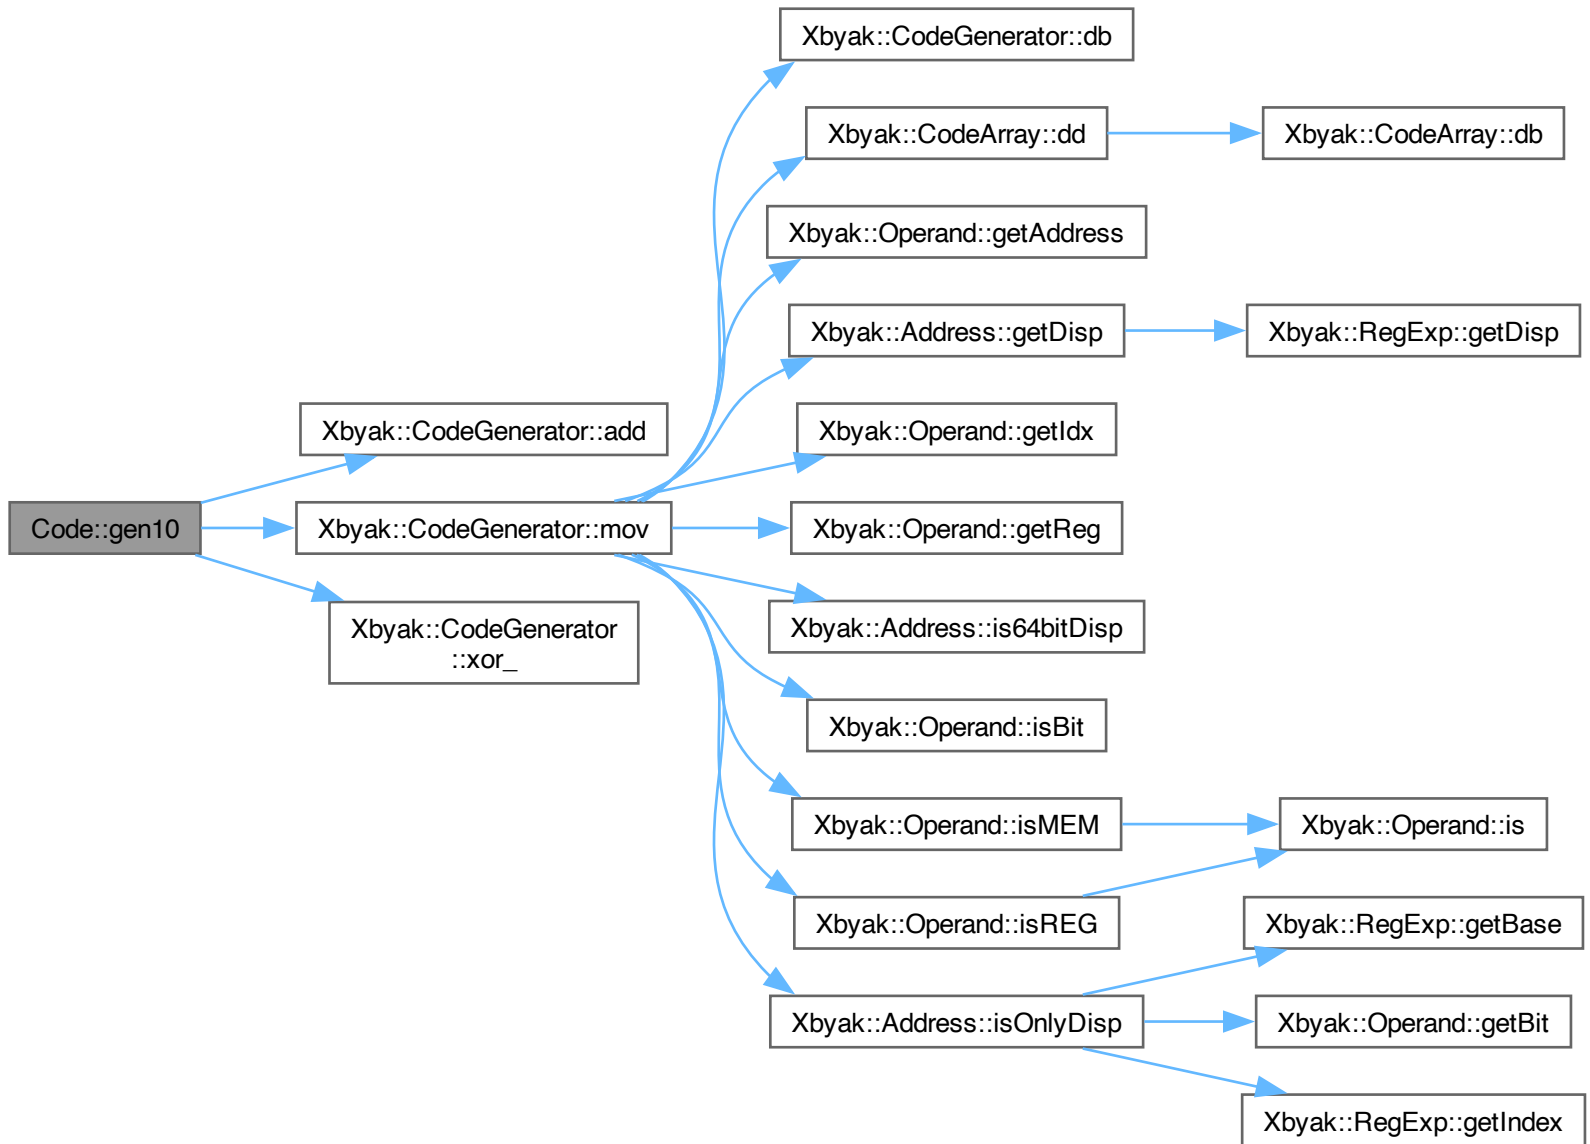 Xbyak::CodeGenerator::db
Xbyak::CodeArray::dd
Xbyak::CodeArray::db
Xbyak::Operand::getAddress
Xbyak::Address::getDisp
Xbyak::RegExp::getDisp
Xbyak::CodeGenerator::add
Xbyak::Operand::getIdx
Code::gen10
Xbyak::CodeGenerator::mov
Xbyak::Operand::getReg
Xbyak::CodeGenerator
::xor_
Xbyak::Address::is64bitDisp
Xbyak::Operand::isBit
Xbyak::Operand::isMEM
Xbyak::Operand::is
Xbyak::Operand::isREG
Xbyak::RegExp::getBase
Xbyak::Address::isOnlyDisp
Xbyak::Operand::getBit
Xbyak::RegExp::getIndex